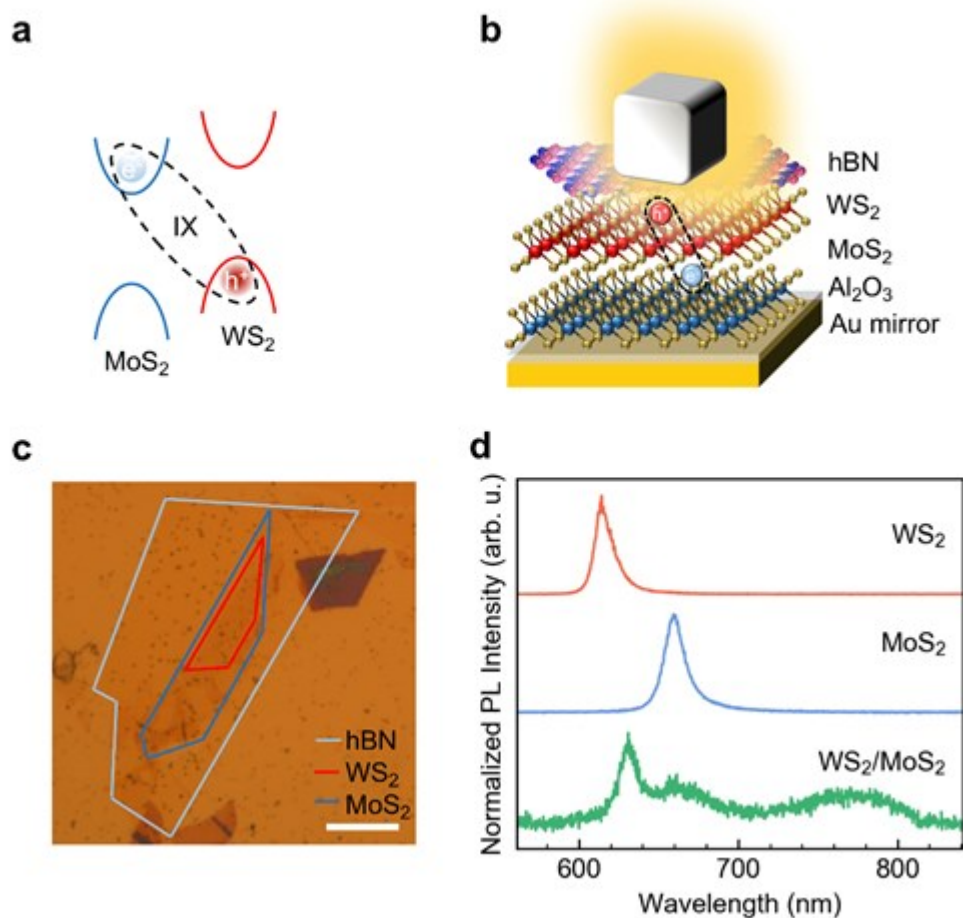 a
IX
e⁻
h⁺
MoS₂
WS₂
b
h⁺
e⁻
hBN
WS₂
MoS₂
Al₂O₃
Au mirror
c
hBN
WS₂
MoS₂
d
Normalized PL Intensity (arb. u.)
WS₂
MoS₂
WS₂/MoS₂
600
700
800
Wavelength (nm)